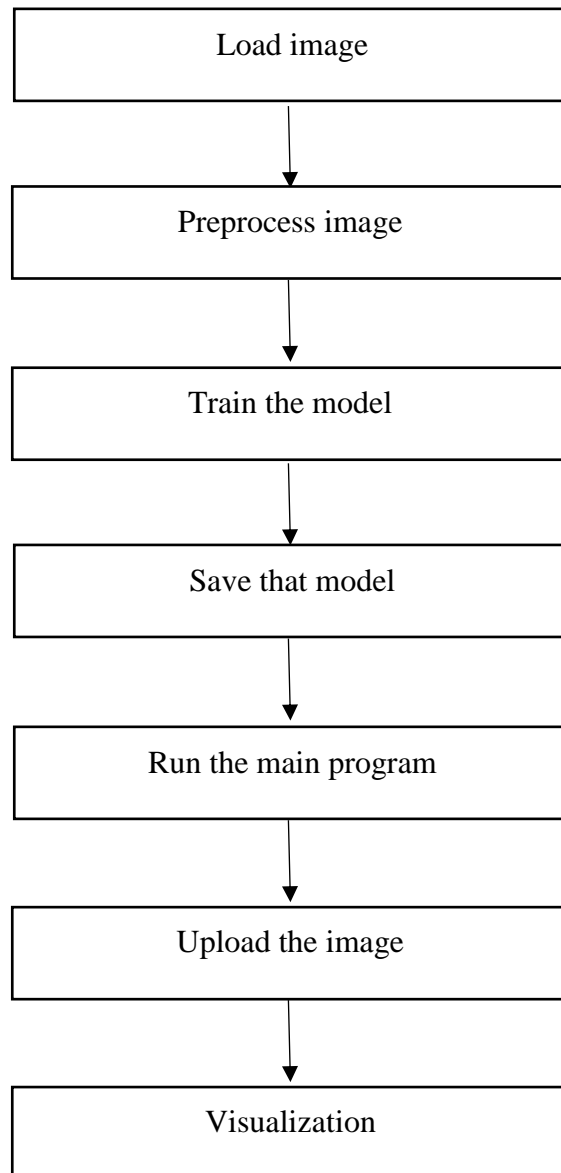 Load image
Preprocess image
Train the model
Save that model
Run the main program
Upload the image
Visualization